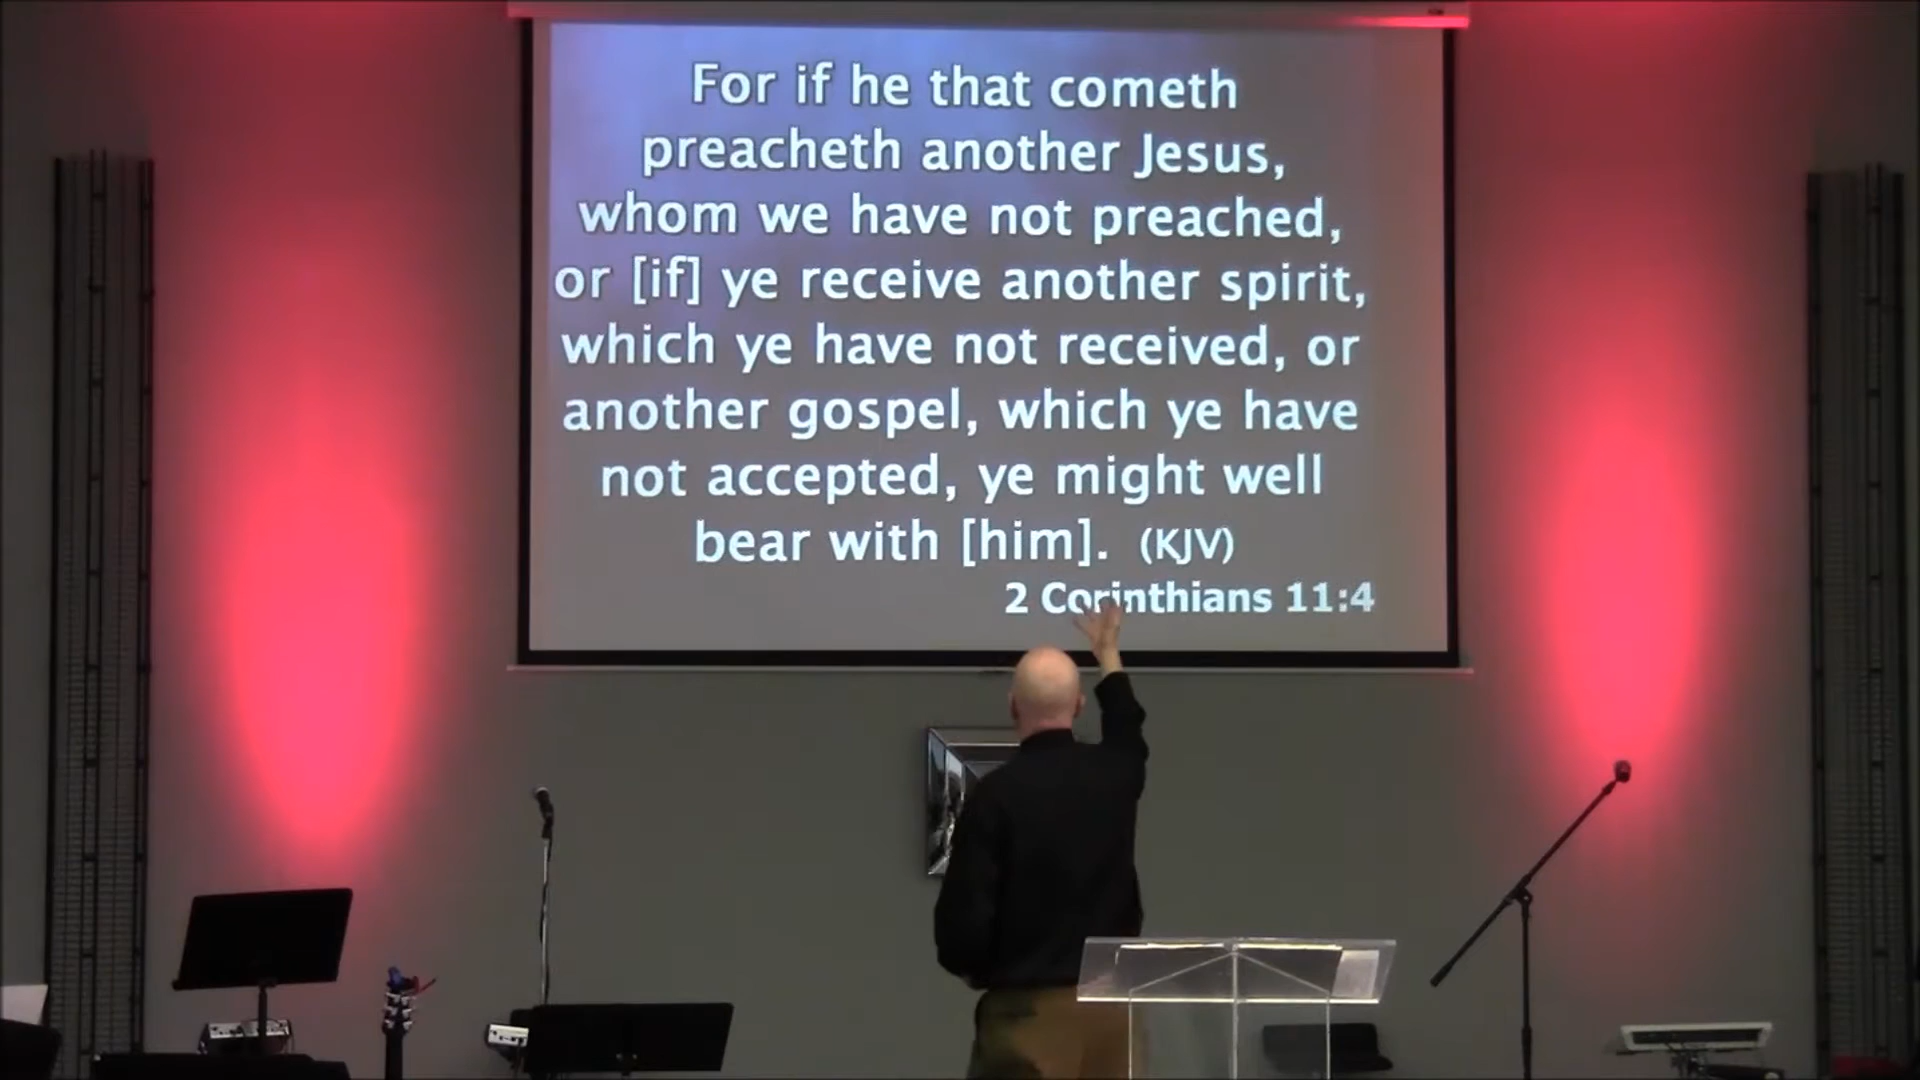 For if he that cometh
preacheth another Jesus,
whom we have not preached,
or [if] ye receive another spirit,
which ye have not received, or
another gospel, which ye have
not accepted, ye might well
bear with [him]. (KJV)
2 Corinthians 11:4